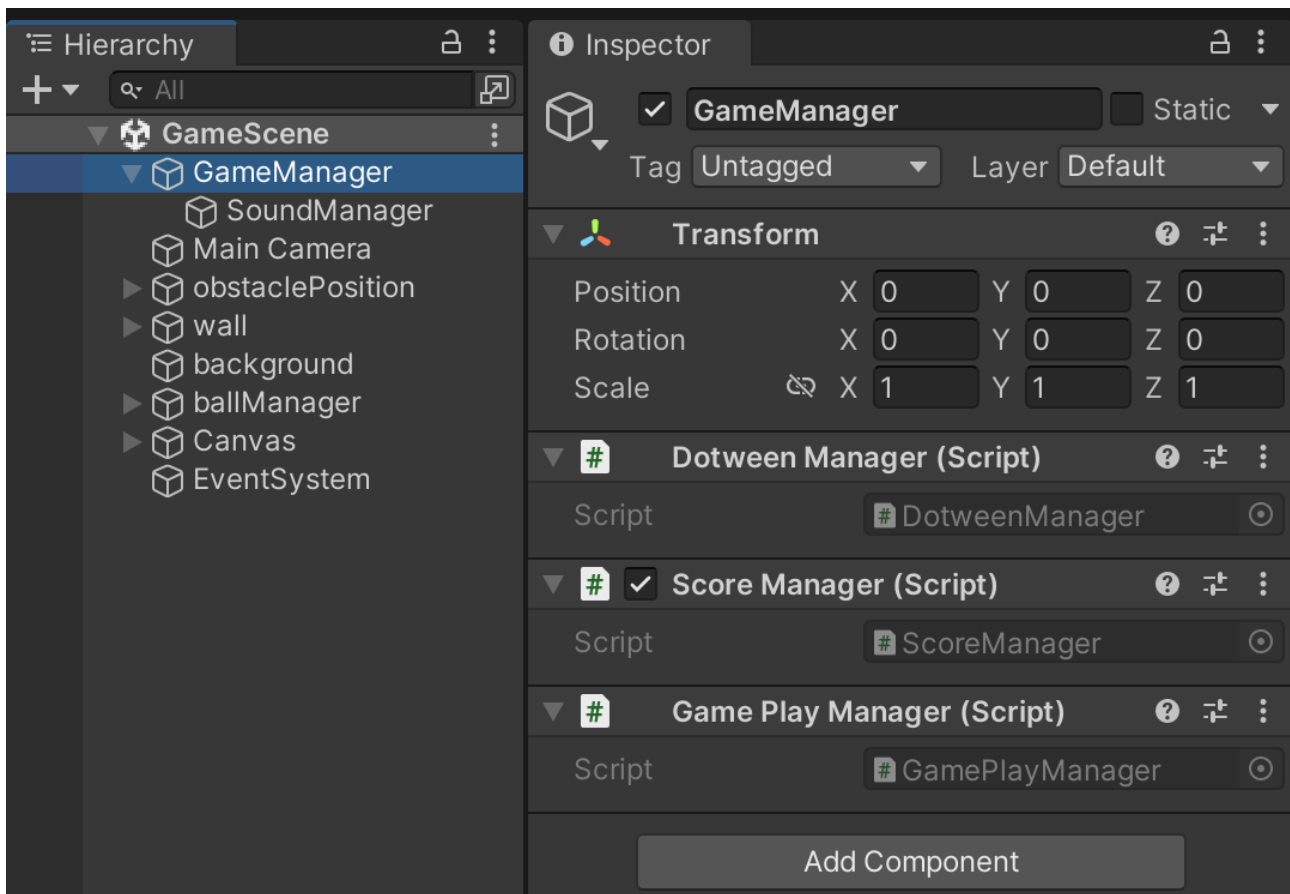 Hierarchy
All
GameScene
GameManager
SoundManager
Main Camera
obstaclePosition
wall
background
ballManager
Canvas
EventSystem
Inspector
GameManager Static
Tag Untagged Layer Default
Transform
Position X 0 Y 0 Z 0
Rotation X 0 Y 0 Z 0
Scale X 1 Y 1 Z 1
Dotween Manager (Script)
Script # DotweenManager
# Score Manager (Script)
Script # ScoreManager
# Game Play Manager (Script)
Script # GamePlayManager
Add Component